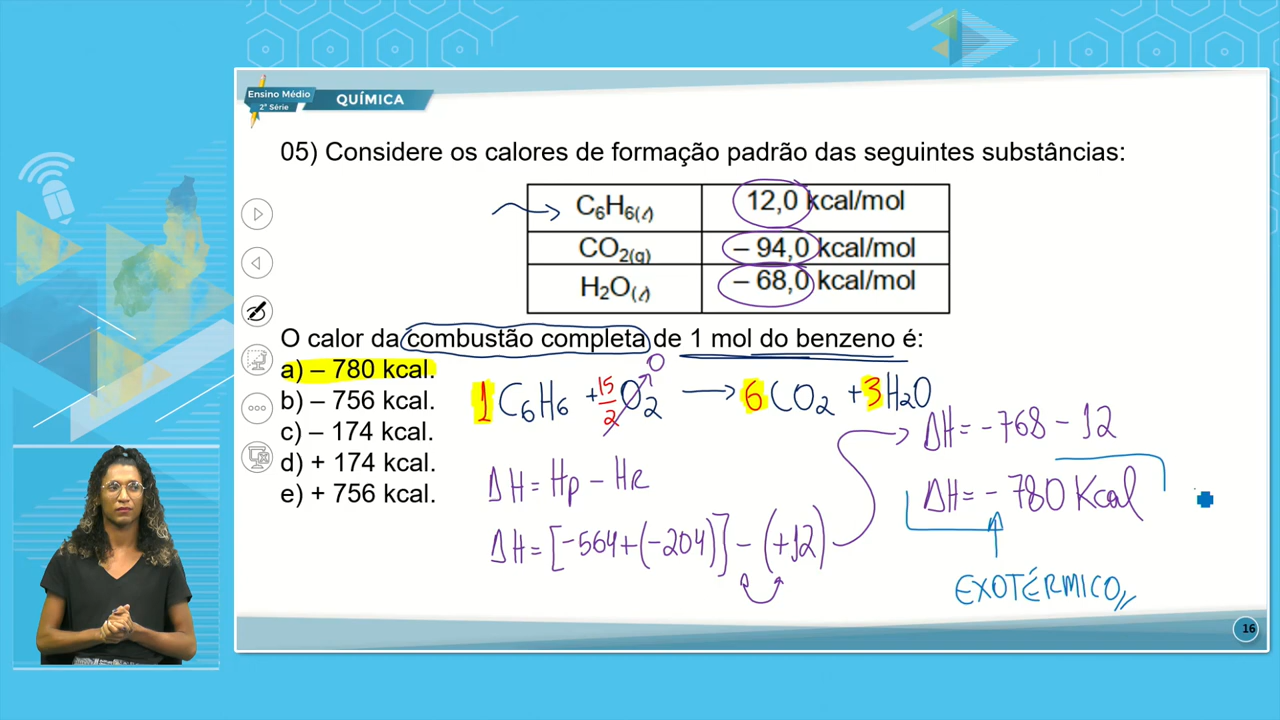 Ensino Médio
2ª Série
QUÍMICA
05) Considere os calores de formação padrão das seguintes substâncias:
C₆H₆(ℓ) 12,0 kcal/mol
CO₂(g) – 94,0 kcal/mol
H₂O(ℓ) – 68,0 kcal/mol
O calor da combustão completa de 1 mol do benzeno é:
a) – 780 kcal.
b) – 756 kcal.
c) – 174 kcal.
d) + 174 kcal.
e) + 756 kcal.
0
1 C₆H₆ + 15/2 O₂ → 6 CO₂ + 3 H₂O
ΔH = Hp - HR
ΔH = [-564+(-204)] - (+12)
ΔH = -768 - 12
ΔH = - 780 Kcal
EXOTÉRMICO//
16